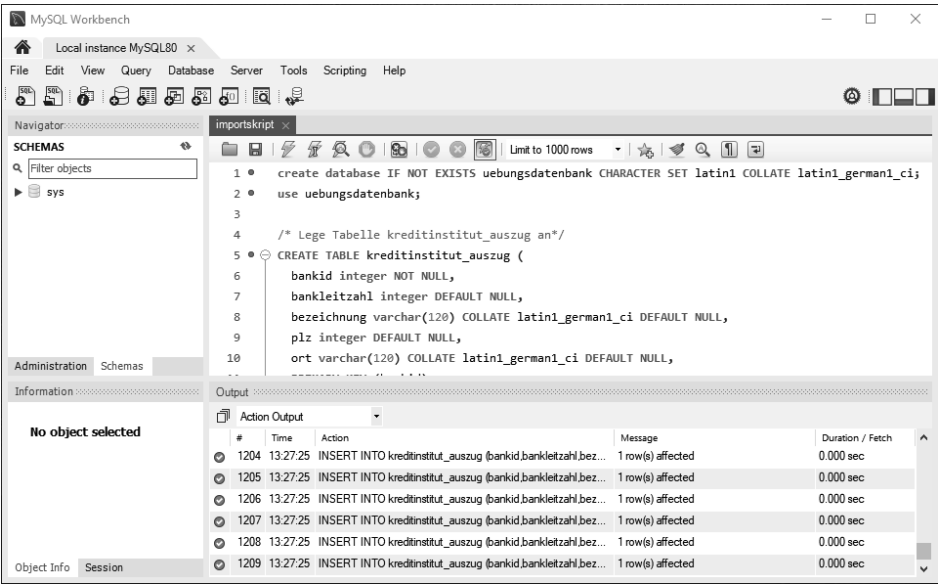 MySQL Workbench
Local instance MySQL80 ×
File Edit View Query Database Server Tools Scripting Help
Navigator
SCHEMAS
Filter objects
sys
Administration Schemas
Information
No object selected
Object Info Session
importskript ×
Limit to 1000 rows
1 create database IF NOT EXISTS uebungsdatenbank CHARACTER SET latin1 COLLATE latin1_german1_ci;
2 use uebungsdatenbank;
3
4 /* Lege Tabelle kreditinstitut_auszug an*/
5 CREATE TABLE kreditinstitut_auszug (
6 bankid integer NOT NULL,
7 bankleitzahl integer DEFAULT NULL,
8 bezeichnung varchar(120) COLLATE latin1_german1_ci DEFAULT NULL,
9 plz integer DEFAULT NULL,
10 ort varchar(120) COLLATE latin1_german1_ci DEFAULT NULL,
Output
Action Output
# Time Action Message Duration / Fetch
1204 13:27:25 INSERT INTO kreditinstitut_auszug (bankid,bankleitzahl,bez... 1 row(s) affected 0.000 sec
1205 13:27:25 INSERT INTO kreditinstitut_auszug (bankid,bankleitzahl,bez... 1 row(s) affected 0.000 sec
1206 13:27:25 INSERT INTO kreditinstitut_auszug (bankid,bankleitzahl,bez... 1 row(s) affected 0.000 sec
1207 13:27:25 INSERT INTO kreditinstitut_auszug (bankid,bankleitzahl,bez... 1 row(s) affected 0.000 sec
1208 13:27:25 INSERT INTO kreditinstitut_auszug (bankid,bankleitzahl,bez... 1 row(s) affected 0.000 sec
1209 13:27:25 INSERT INTO kreditinstitut_auszug (bankid,bankleitzahl,bez... 1 row(s) affected 0.000 sec